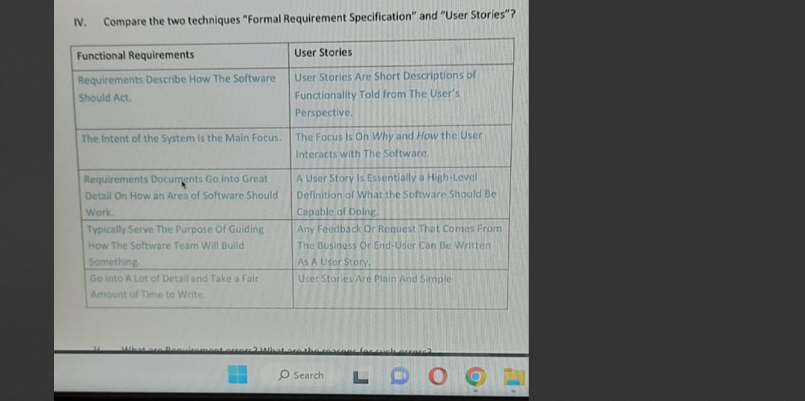 IV. Compare the two techniques "Formal Requirement Specification" and "User Stories"?
Functional Requirements
User Stories
Requirements Describe How The Software
Should Act.
User Stories Are Short Descriptions of
Functionality Told from The User's
Perspective.
The Intent of the System Is the Main Focus.
The Focus Is On Why and How the User
Interacts with The Software.
Requirements Documents Go into Great
Detail On How an Area of Software Should
Work.
A User Story Is Essentially a High-Level
Definition of What the Software Should Be
Capable of Doing.
Typically Serve The Purpose Of Guiding
How The Software Team Will Build
Something.
Any Feedback Or Request That Comes From
The Business Or End-User Can Be Written
As A User Story.
Go into A Lot of Detail and Take a Fair
Amount of Time to Write.
User Stories Are Plain And Simple
V. What are Requirement errors? What are the reasons for such errors?
Search